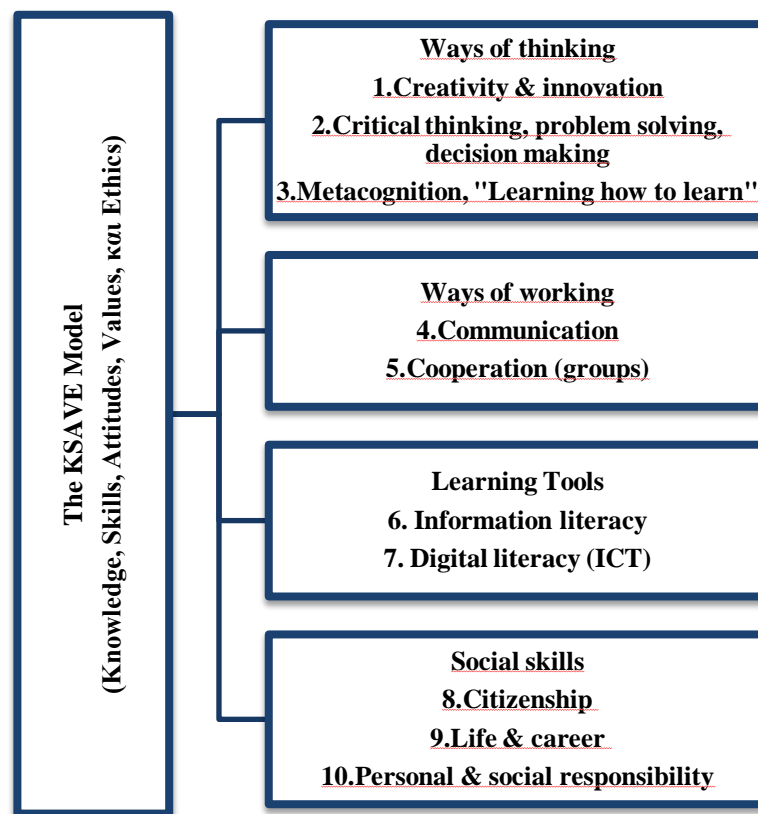 The KSAVE Model
(Knowledge, Skills, Attitudes, Values, και Ethics)
Ways of thinking
1.Creativity & innovation
2.Critical thinking, problem solving,
decision making
3.Metacognition, "Learning how to learn"
Ways of working
4.Communication
5.Cooperation (groups)
Learning Tools
6. Information literacy
7. Digital literacy (ICT)
Social skills
8.Citizenship
9.Life & career
10.Personal & social responsibility